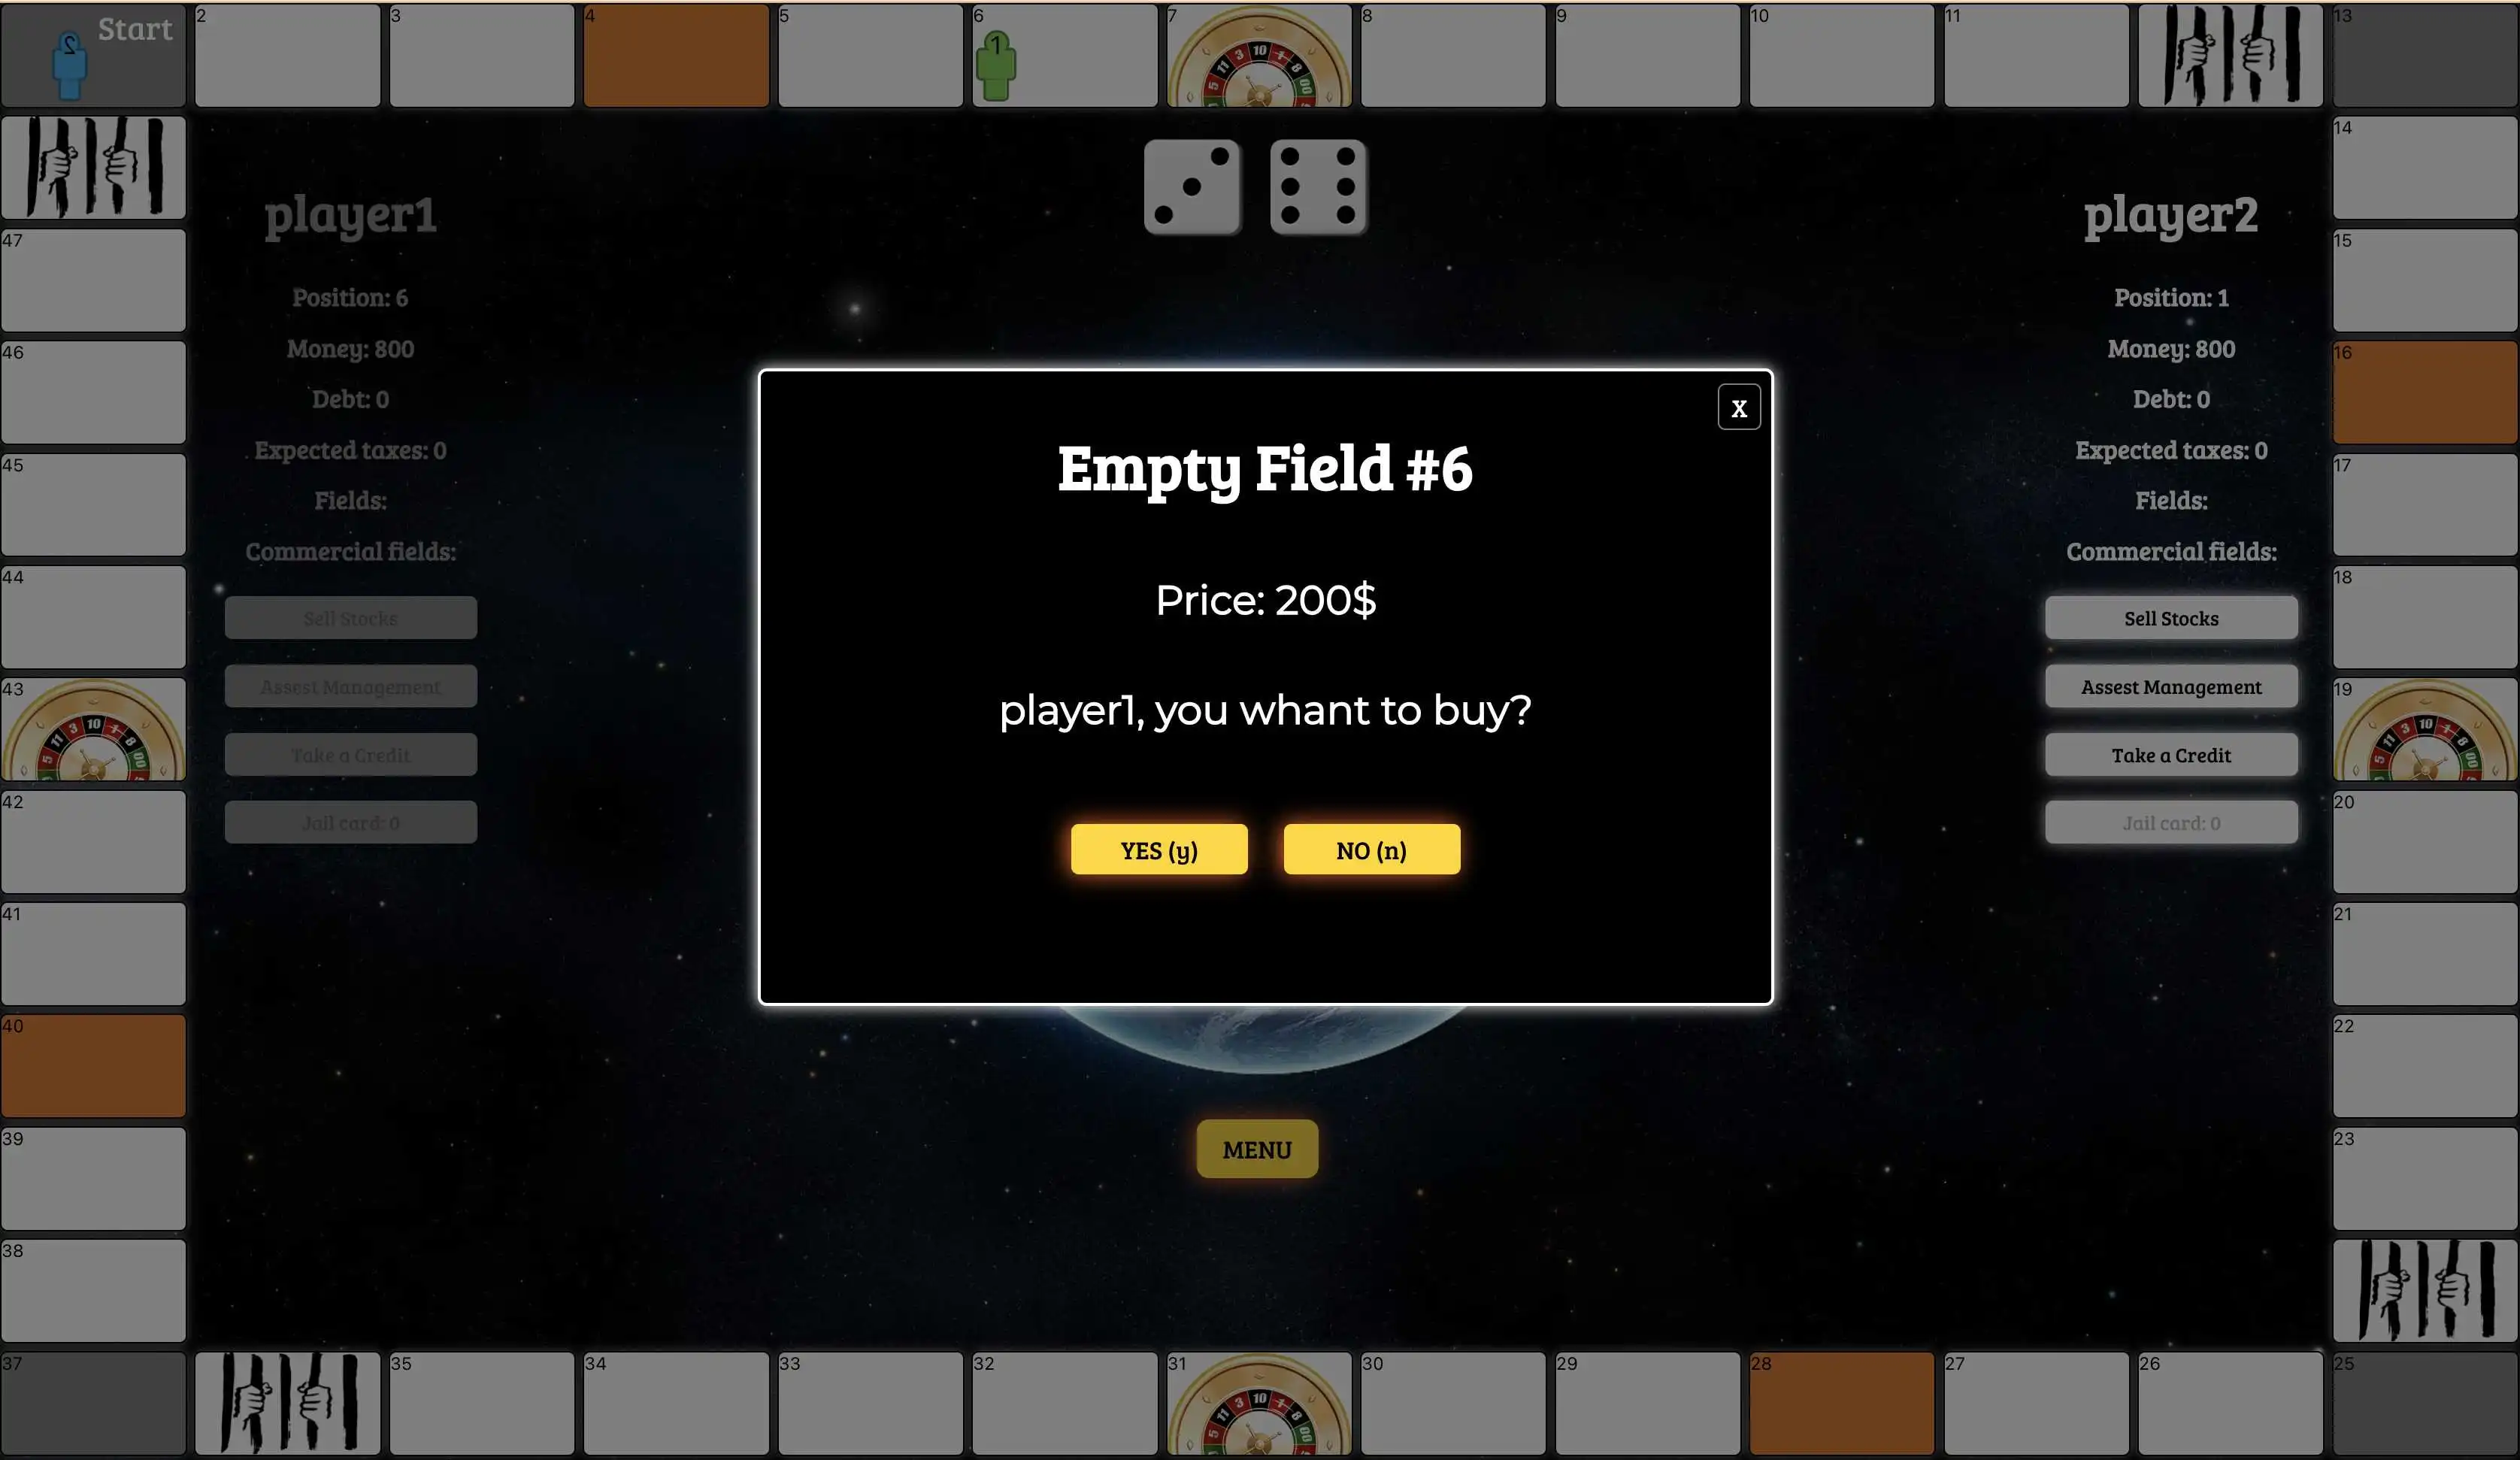 Start
2
1
2
3
4
5
6
7
8
9
10
11
13
14
15
16
17
18
19
20
21
22
23
25
26
27
28
29
30
31
32
33
34
35
37
38
39
40
41
42
43
44
45
46
47
player1
Position: 6
Money: 800
Debt: 0
Expected taxes: 0
Fields:
Commercial fields:
Sell Stocks
Assest Management
Take a Credit
Jail card: 0
X
Empty Field #6
Price: 200$
player1, you whant to buy?
YES (y)
NO (n)
MENU
player2
Position: 1
Money: 800
Debt: 0
Expected taxes: 0
Fields:
Commercial fields:
Sell Stocks
Assest Management
Take a Credit
Jail card: 0